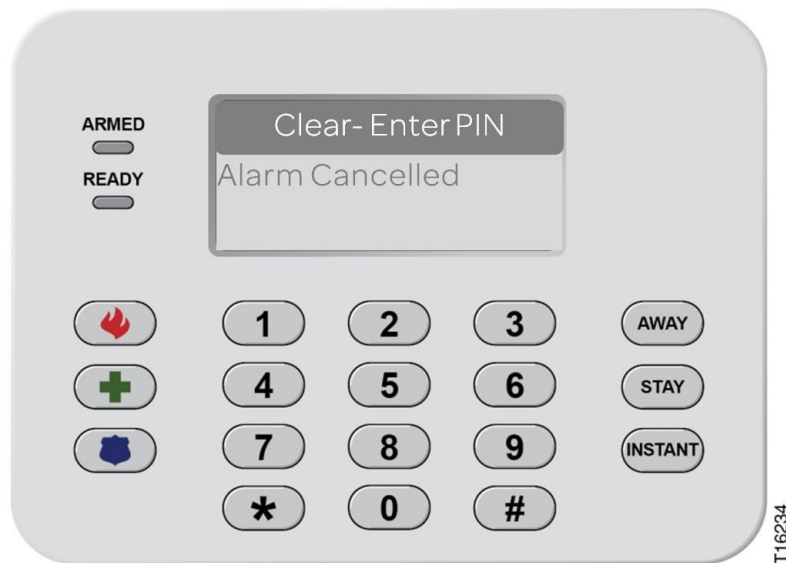 ARMED
READY
Clear- Enter PIN
Alarm Cancelled
1 2 3 AWAY
4 5 6 STAY
7 8 9 INSTANT
* 0 #
T16234